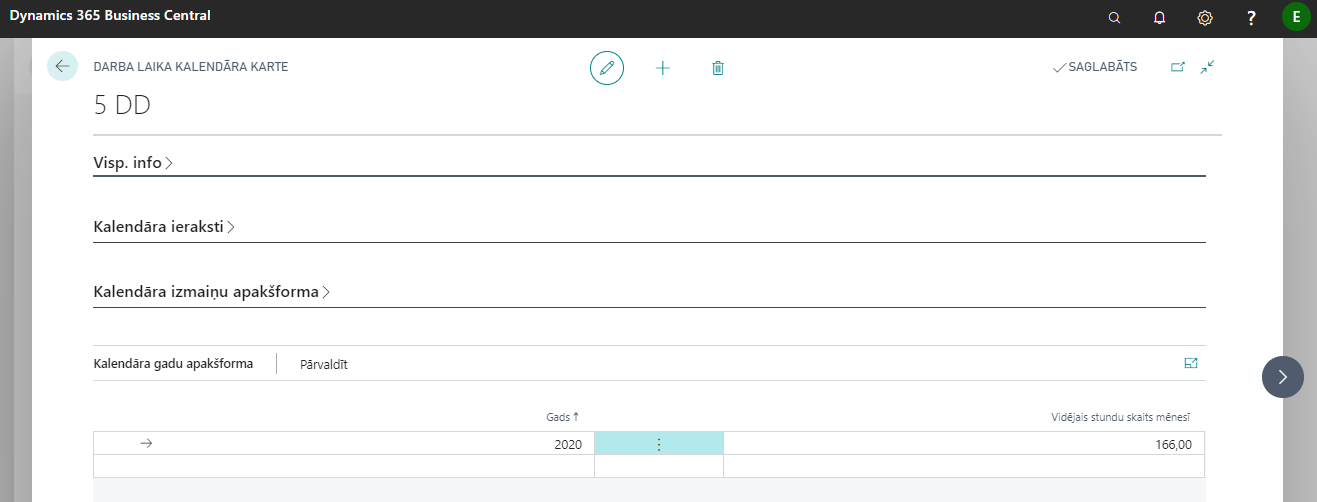 Dynamics 365 Business Central
? E
DARBA LAIKA KALENDĀRA KARTE
SAGLABĀTS
5 DD
Visp. info
Kalendāra ieraksti
Kalendāra izmaiņu apakšforma
Kalendāra gadu apakšforma Pārvaldīt
Gads ↑ Vidējais stundu skaits mēnesī
2020 166,00